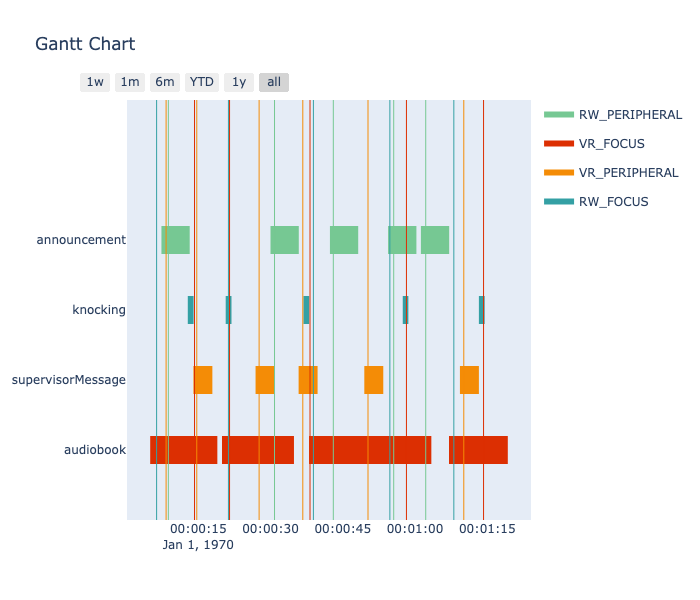 Gantt Chart
1w 1m 6m YTD 1y all
RW_PERIPHERAL
VR_FOCUS
VR_PERIPHERAL
RW_FOCUS
announcement
knocking
supervisorMessage
audiobook
00:00:15 00:00:30 00:00:45 00:01:00 00:01:15
Jan 1, 1970